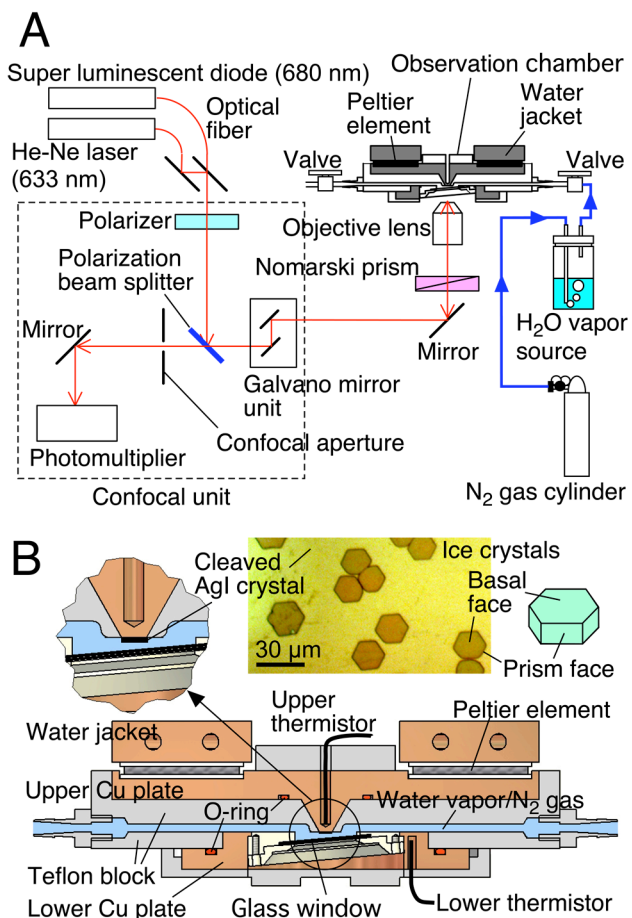 A
Super luminescent diode (680 nm)
Optical
fiber
He-Ne laser
(633 nm)
Observation chamber
Peltier
element
Water
jacket
Valve
Valve
Polarizer
Polarization
beam splitter
Objective lens
Nomarski prism
Mirror
Mirror
Galvano mirror
unit
Confocal aperture
Photomultiplier
Confocal unit
H2O vapor
source
N2 gas cylinder
B
Cleaved
AgI crystal
Ice crystals
Basal
face
Prism face
30 μm
Upper
thermistor
Peltier element
Water jacket
Upper Cu plate
O-ring
Water vapor/N2 gas
Teflon block
Lower Cu plate
Glass window
Lower thermistor